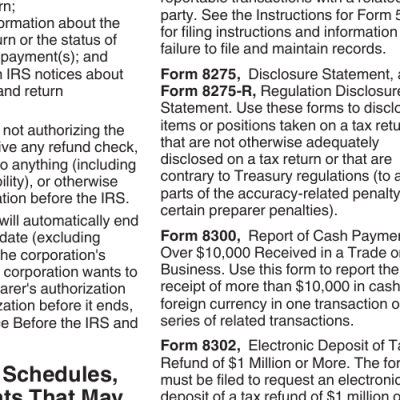 rn;
ormation about the
urn or the status of
payment(s); and
IRS notices about
and return
not authorizing the
ive any refund check,
o anything (including
bility), or otherwise
ation before the IRS.
will automatically end
date (excluding
he corporation's
corporation wants to
arer's authorization
zation before it ends,
e Before the IRS and
Schedules,
ts That May
party. See the Instructions for Form 5
for filing instructions and information
failure to file and maintain records.
Form 8275, Disclosure Statement,
Form 8275-R, Regulation Disclosure
Statement. Use these forms to disclo
items or positions taken on a tax retu
that are not otherwise adequately
disclosed on a tax return or that are
contrary to Treasury regulations (to a
parts of the accuracy-related penalty
certain preparer penalties).
Form 8300, Report of Cash Paymen
Over $10,000 Received in a Trade o
Business. Use this form to report the
receipt of more than $10,000 in cash
foreign currency in one transaction o
series of related transactions.
Form 8302, Electronic Deposit of Ta
Refund of $1 Million or More. The for
must be filed to request an electronic
deposit of a tax refund of $1 million o